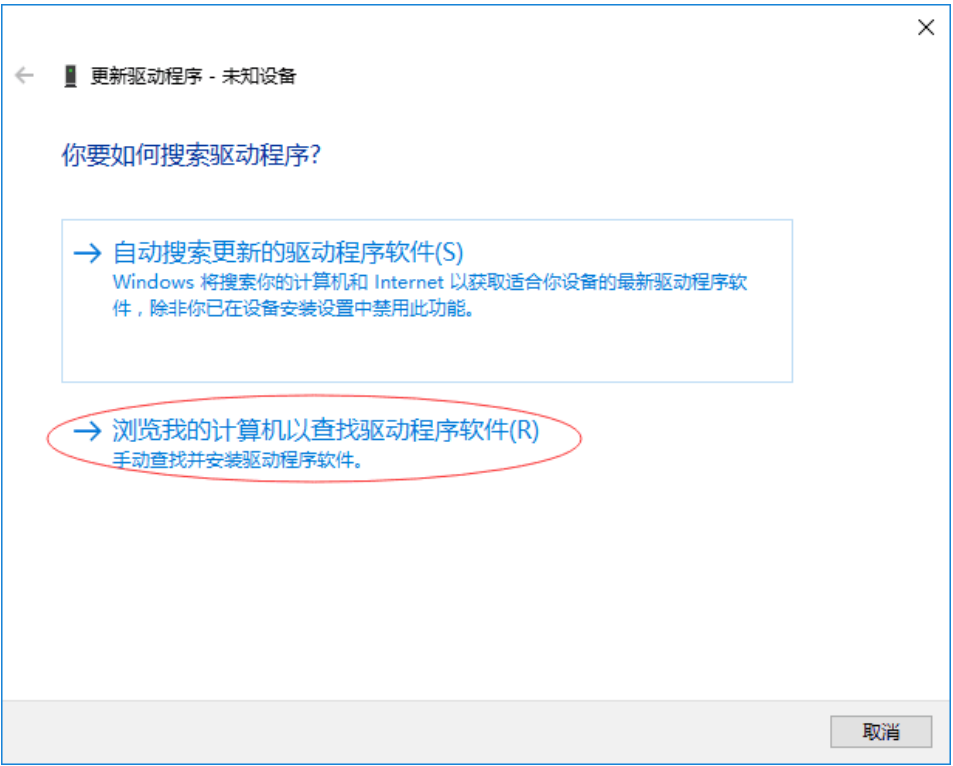 更新驱动程序 - 未知设备
你要如何搜索驱动程序?
自动搜索更新的驱动程序软件(S)
Windows 将搜索你的计算机和 Internet 以获取适合你设备的最新驱动程序软
件，除非你已在设备安装设置中禁用此功能。
浏览我的计算机以查找驱动程序软件(R)
手动查找并安装驱动程序软件。
取消